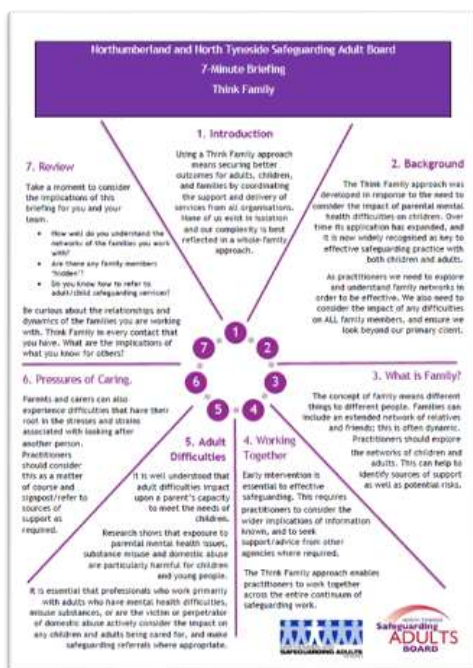 Northumberland and North Tyneside Safeguarding Adult Board
7-Minute Briefing
Think Family
1. Introduction
Using a Think Family approach
means securing better
outcomes for adults, children,
and families by coordinating
the support and delivery of
services from all organisations.
None of us exist in isolation
and our complexity is best
reflected in a whole-family
approach.
2. Background
The Think Family approach was
developed in response to the need to
consider the impact of parental mental
health difficulties on children. Over
time its application has expanded, and
it is now widely recognised as key to
effective safeguarding practice with
both children and adults.
As practitioners we need to explore
and understand family networks in
order to be effective. We also need to
consider the impact of any difficulties
on ALL family members, and ensure we
look beyond our primary client.
3. What is Family?
The concept of family means different
things to different people. Families can
include an extended network of relatives
and friends; this is often dynamic.
Practitioners should explore
the networks of children and
adults. This can help to
identify sources of support
as well as potential risks.
4. Working
Together
Early intervention is
essential to effective
safeguarding. This requires
practitioners to consider the
wider implications of information
known, and to seek
support/advice from other
agencies where required.
The Think Family approach enables
practitioners to work together
across the entire continuum of
safeguarding work.
5. Adult
Difficulties
It is well understood that
adult difficulties impact
upon a parent's capacity
to meet the needs of
children.
Research shows that exposure to
parental mental health issues,
substance misuse and domestic abuse
are particularly harmful for children
and young people.
It is essential that professionals who work primarily
with adults who have mental health difficulties,
misuse substances, or are the victim or perpetrator
of domestic abuse actively consider the impact on
any children and adults being cared for, and make
safeguarding referrals where appropriate.
6. Pressures of Caring.
Parents and carers can also
experience difficulties that have their
root in the stresses and strains
associated with looking after
another person.
Practitioners
should consider
this as a matter
of course and
signpost/refer to
sources of
support as
required.
7. Review
Take a moment to consider
the implications of this
briefing for you and your
team.
• How well do you understand the
networks of the families you work
with?
• Are there any family members
'hidden'?
• Do you know how to refer to
adult/child safeguarding services?
Be curious about the relationships and
dynamics of the families you are working
with. Think Family in every contact that
you have. What are the implications of
what you know for others?
1
2
3
4
5
6
7
SAFEGUARDING ADULTS
NORTH TYNESIDE
Safeguarding
ADULTS
BOARD